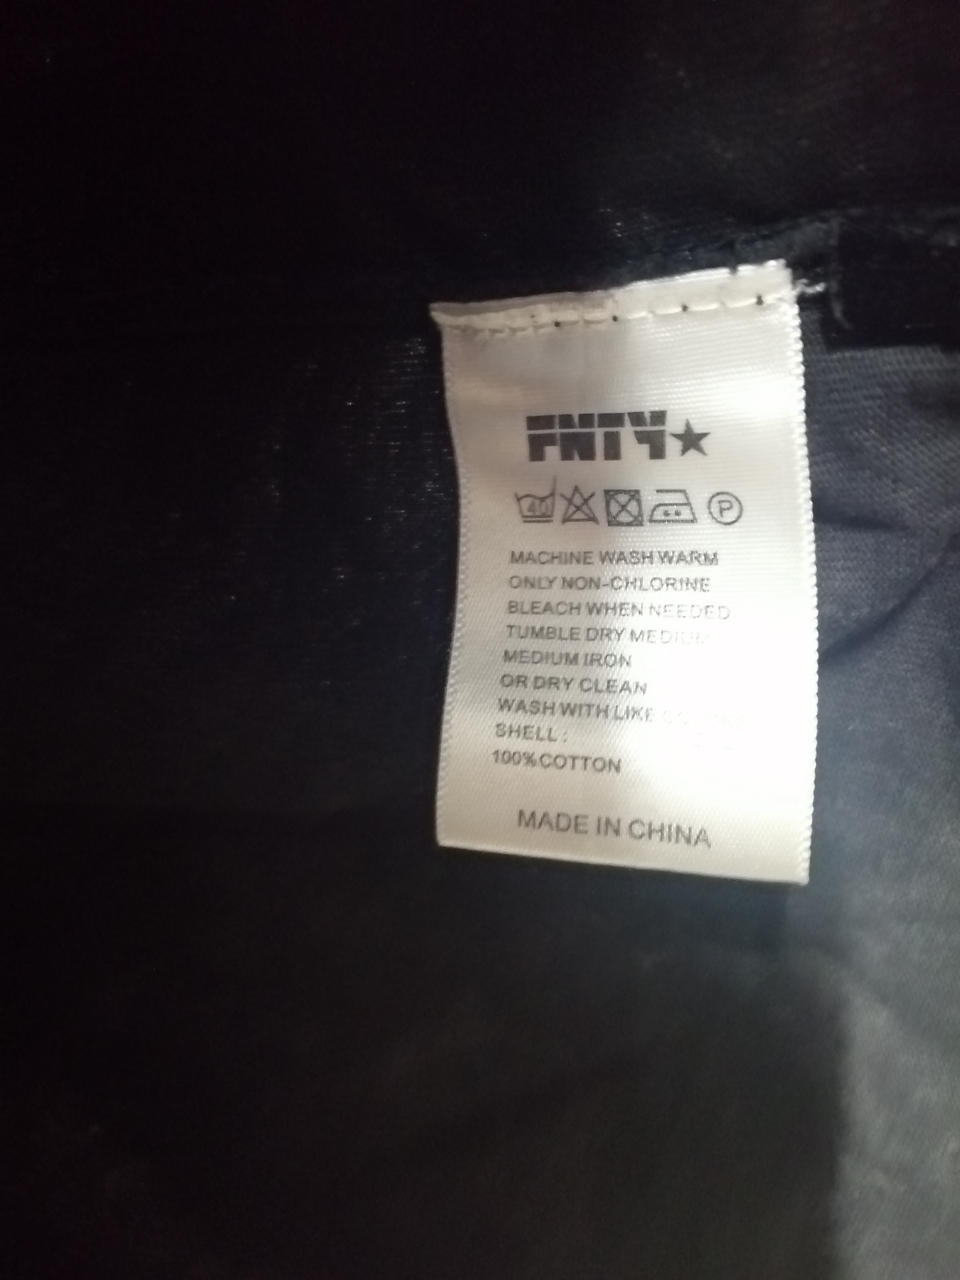 FNTY★
40 P
MACHINE WASH WARM
ONLY NON-CHLORINE
BLEACH WHEN NEEDED
TUMBLE DRY MEDIUM
MEDIUM IRON
OR DRY CLEAN
WASH WITH LIKE
SHELL :
100%COTTON
MADE IN CHINA